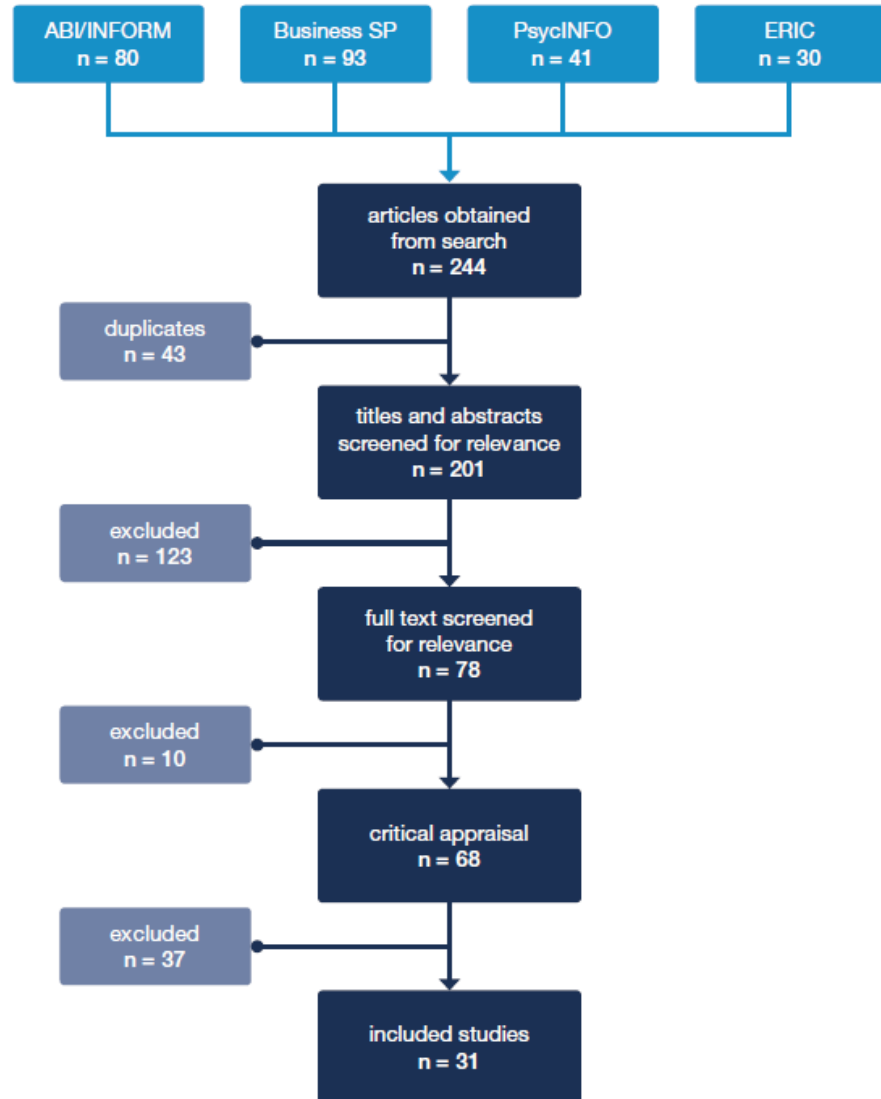 ABI/INFORM
n = 80
Business SP
n = 93
PsycINFO
n = 41
ERIC
n = 30
articles obtained
from search
n = 244
duplicates
n = 43
titles and abstracts
screened for relevance
n = 201
excluded
n = 123
full text screened
for relevance
n = 78
excluded
n = 10
critical appraisal
n = 68
excluded
n = 37
included studies
n = 31